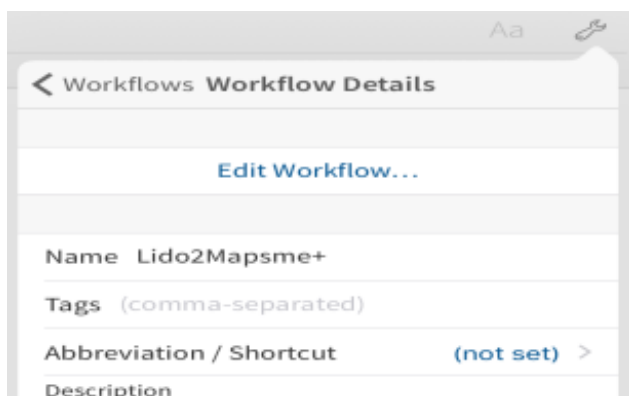 Aa
Workflows Workflow Details
Edit Workflow...
Name Lido2Mapsme+
Tags (comma-separated)
Abbreviation / Shortcut (not set) >
Description